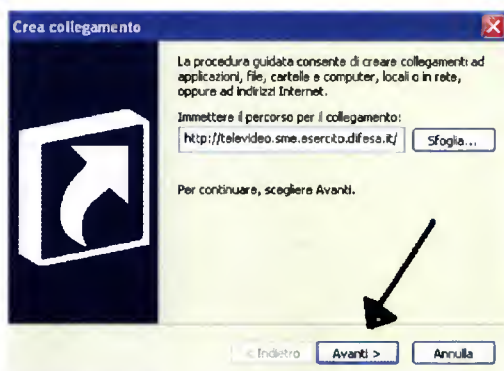 Crea collegamento
La procedura guidata consente di creare collegamenti ad
applicazioni, file, cartelle e computer, locali o in rete,
oppure ad indirizzi Internet.
Immettere il percorso per il collegamento:
http://televideo.sme.esercito.difesa.it/
Sfoglia...
Per continuare, scegliere Avanti.
< Indietro
Avanti >
Annulla